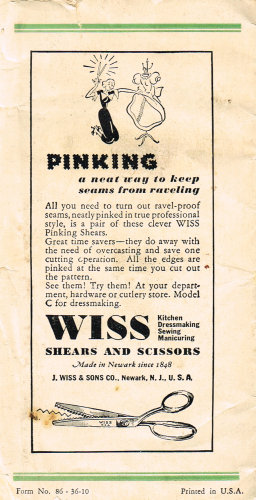 PINKING
a neat way to keep
seams from raveling
All you need to turn out ravel-proof
seams, neatly pinked in true professional
style, is a pair of these clever WISS
Pinking Shears.
Great time savers—they do away with
the need of overcasting and save one
cutting operation. All the edges are
pinked at the same time you cut out
the pattern.
See them! Try them! At your depart-
ment, hardware or cutlery store. Model
C for dressmaking.
WISS
Kitchen
Dressmaking
Sewing
Manicuring
SHEARS AND SCISSORS
Made in Newark since 1848
J. WISS & SONS CO., Newark, N. J., U. S. A.
WISS
Form No. 86 - 36-10
Printed in U.S.A.